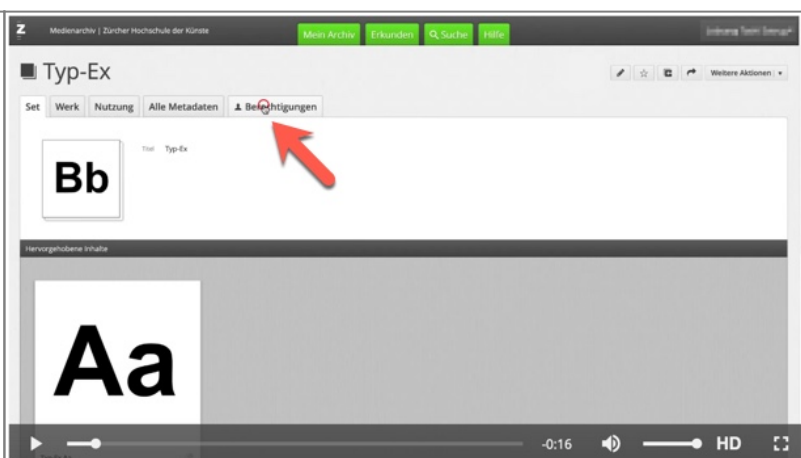 Z Medienarchiv | Zürcher Hochschule der Künste Mein Archiv Erkunden Suche Hilfe
Typ-Ex Weitere Aktionen
Set Werk Nutzung Alle Metadaten Berechtigungen
Titel Typ-Ex
Bb
Hervorgehobene Inhalte
Aa
-0:16 HD